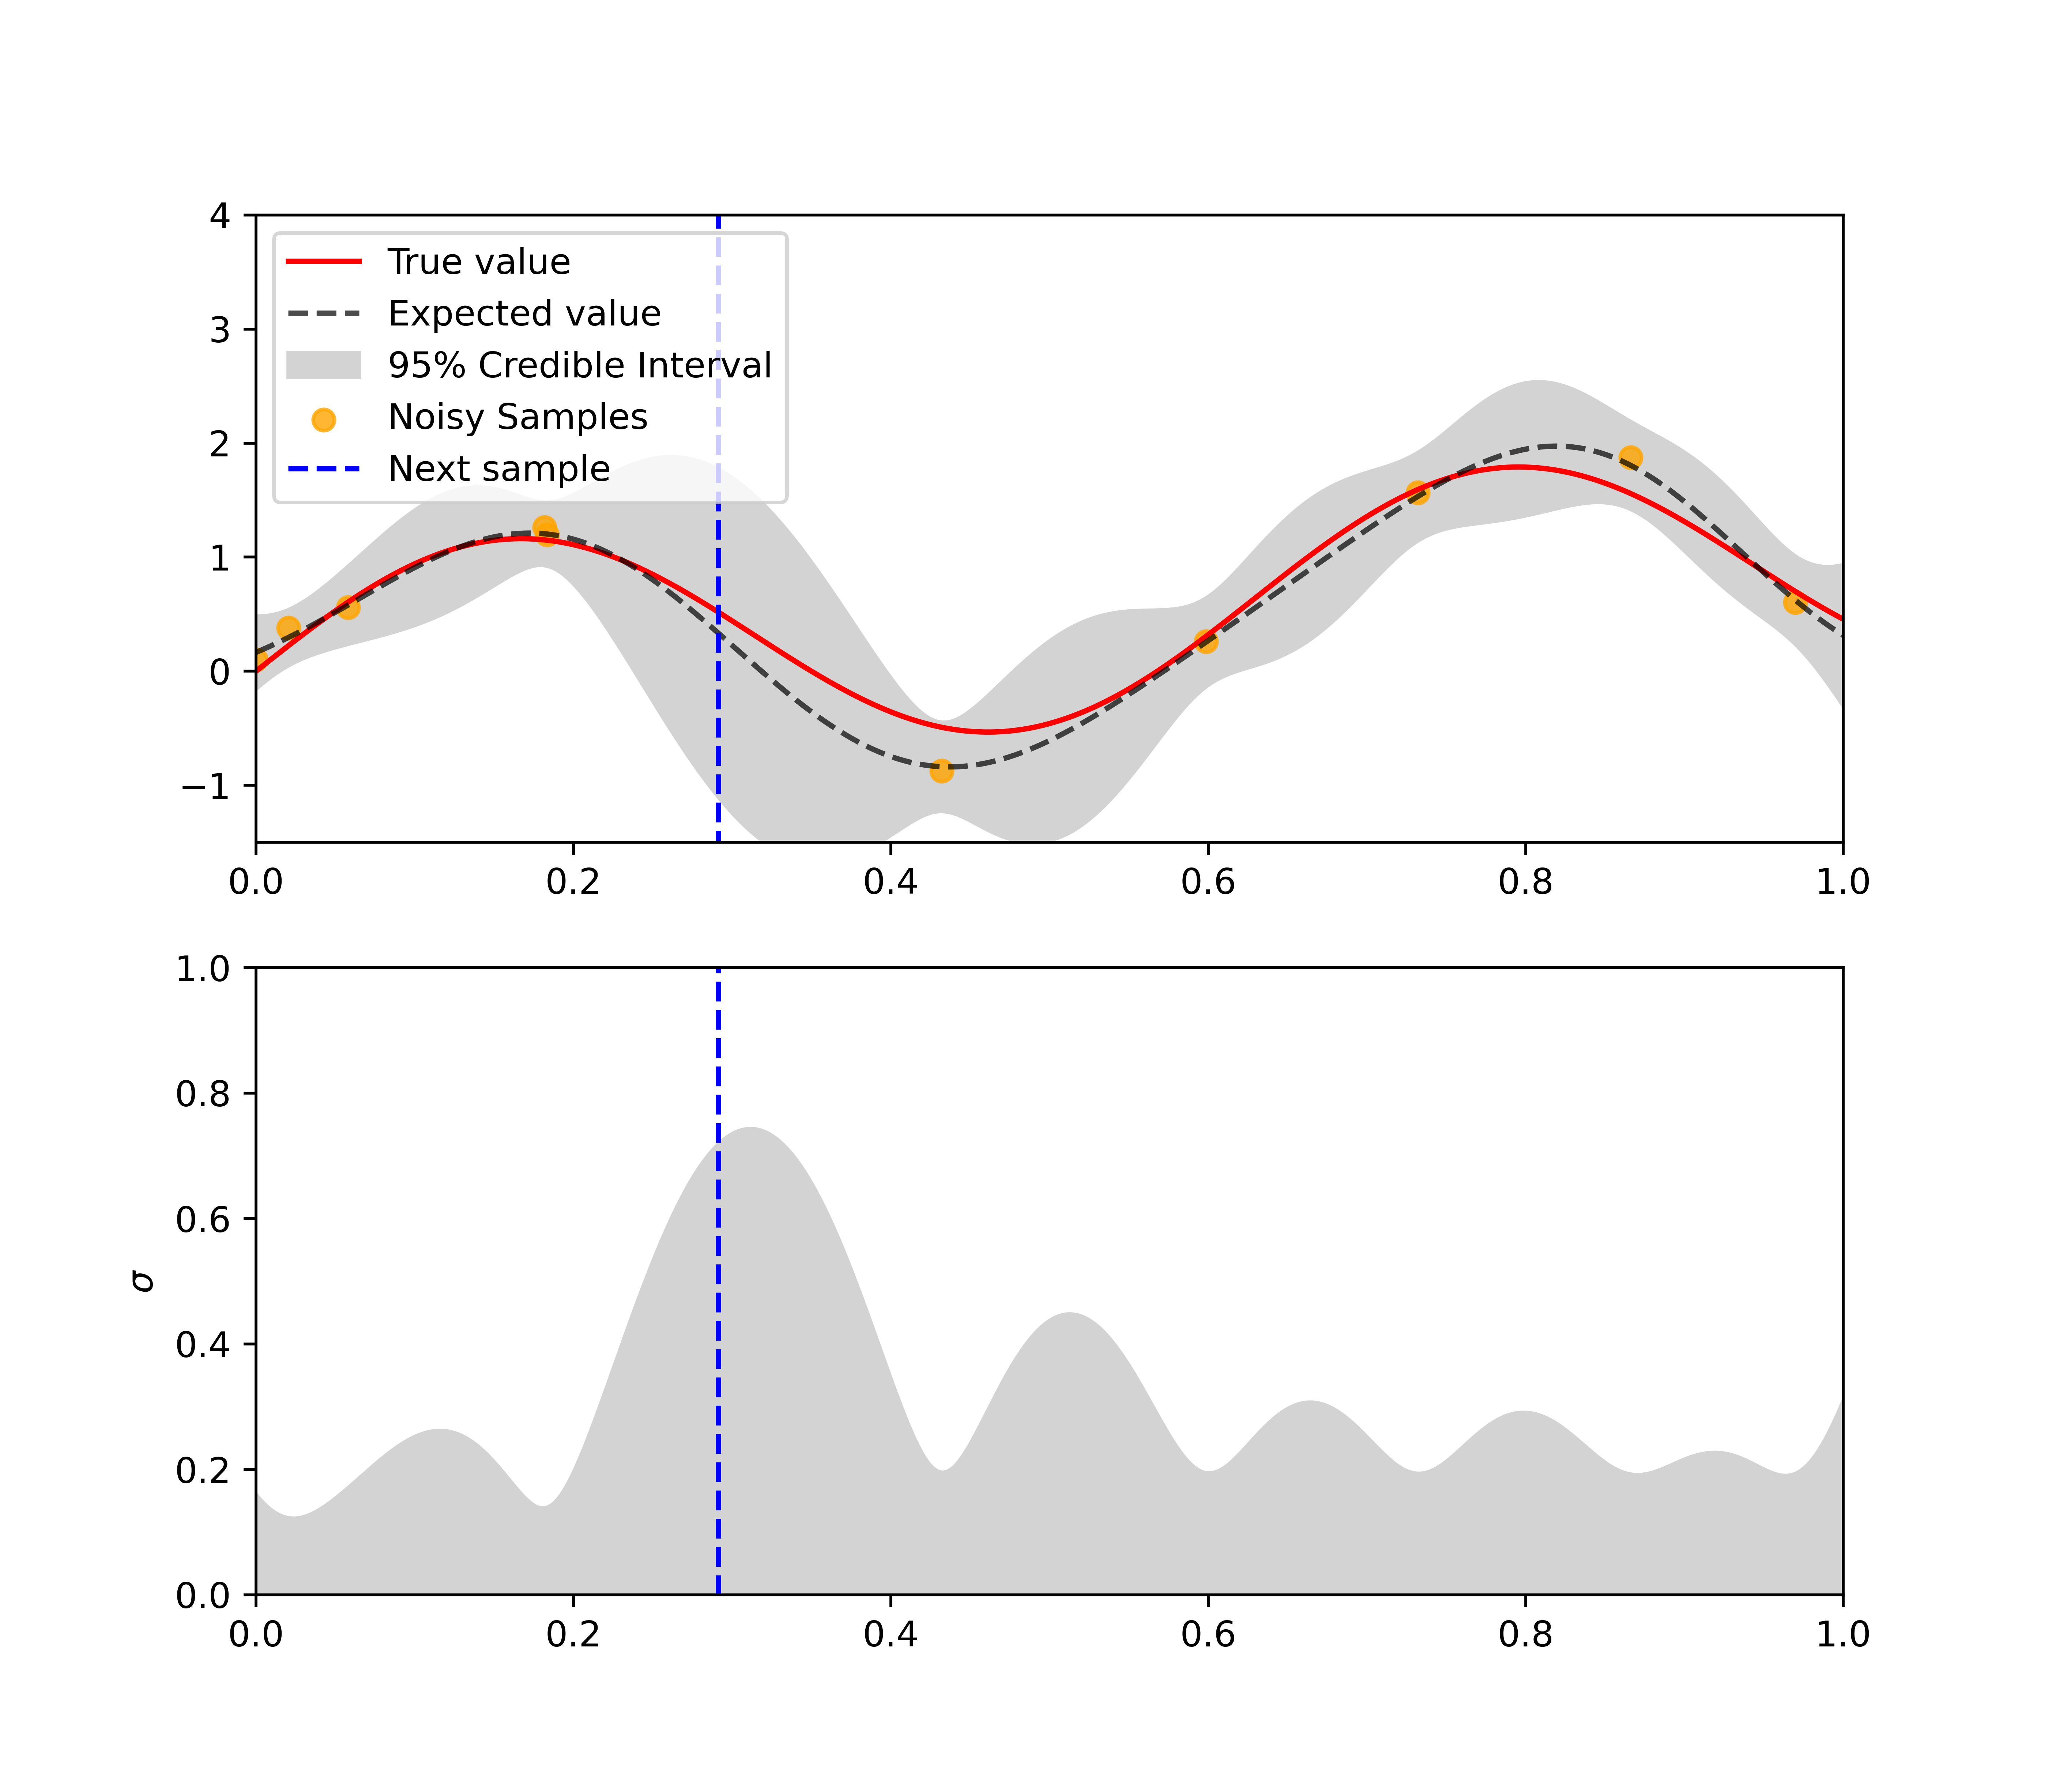 4
3
2
1
0
−1
True value
Expected value
95% Credible Interval
Noisy Samples
Next sample
0.0 0.2 0.4 0.6 0.8 1.0
σ
1.0
0.8
0.6
0.4
0.2
0.0
0.0 0.2 0.4 0.6 0.8 1.0